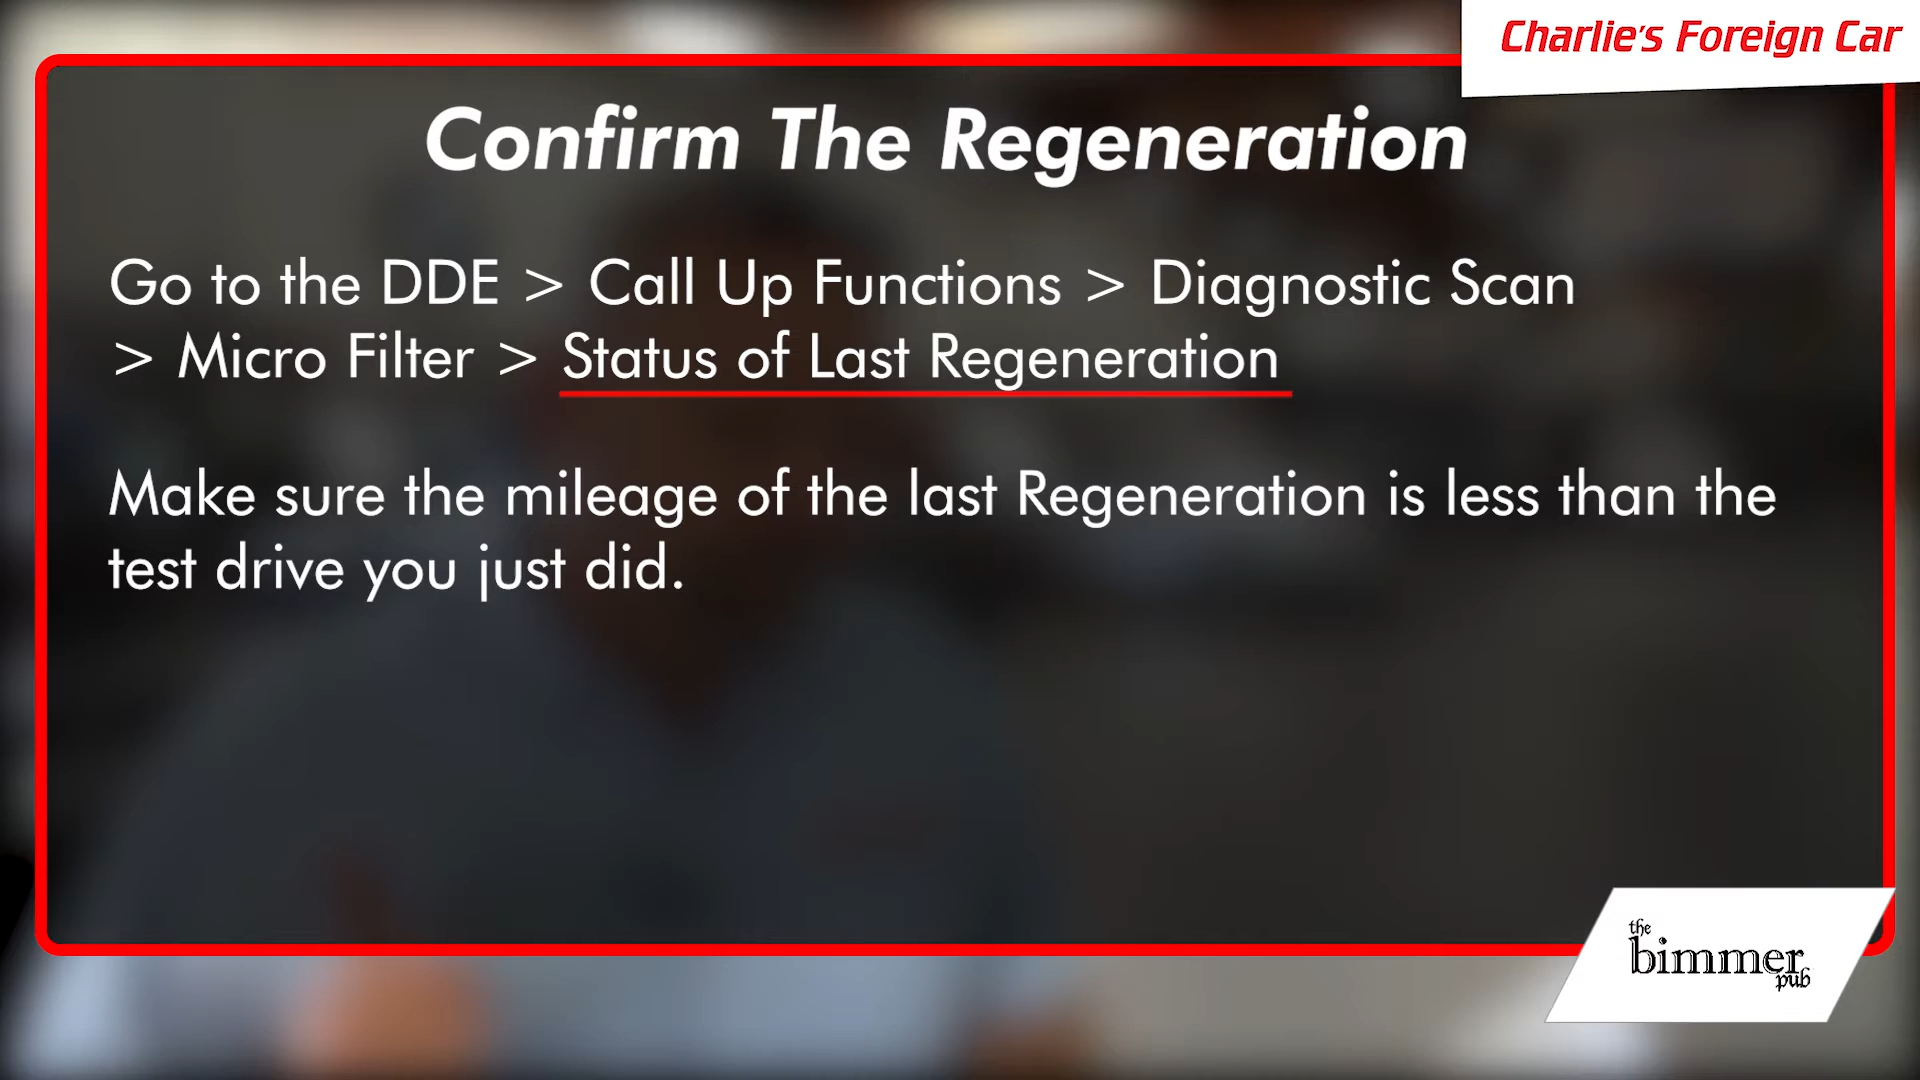 Charlie's Foreign Car
Confirm The Regeneration
Go to the DDE > Call Up Functions > Diagnostic Scan
> Micro Filter > Status of Last Regeneration
Make sure the mileage of the last Regeneration is less than the
test drive you just did.
the
bimmer
pub